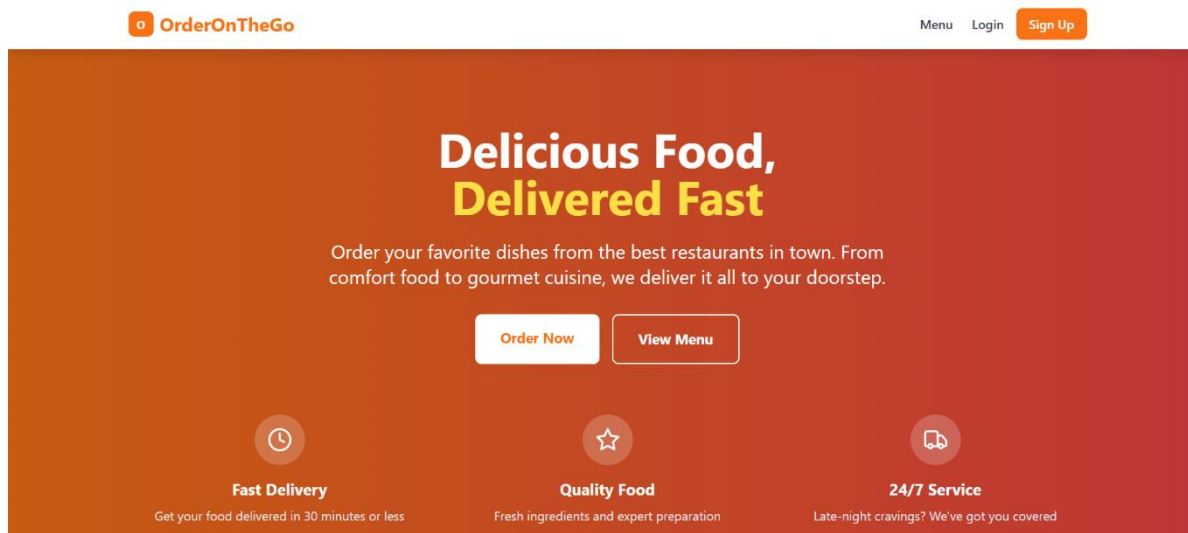 O OrderOnTheGo
Menu Login Sign Up
Delicious Food,
Delivered Fast
Order your favorite dishes from the best restaurants in town. From
comfort food to gourmet cuisine, we deliver it all to your doorstep.
Order Now View Menu
Fast Delivery
Get your food delivered in 30 minutes or less
Quality Food
Fresh ingredients and expert preparation
24/7 Service
Late-night cravings? We've got you covered